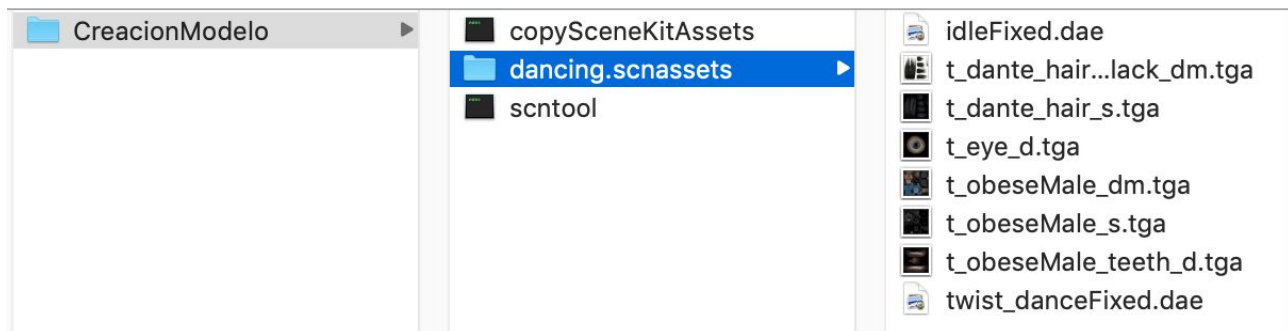 CreacionModelo
copySceneKitAssets
dancing.scnassets
scntool
idleFixed.dae
t_dante_hair...lack_dm.tga
t_dante_hair_s.tga
t_eye_d.tga
t_obeseMale_dm.tga
t_obeseMale_s.tga
t_obeseMale_teeth_d.tga
twist_danceFixed.dae